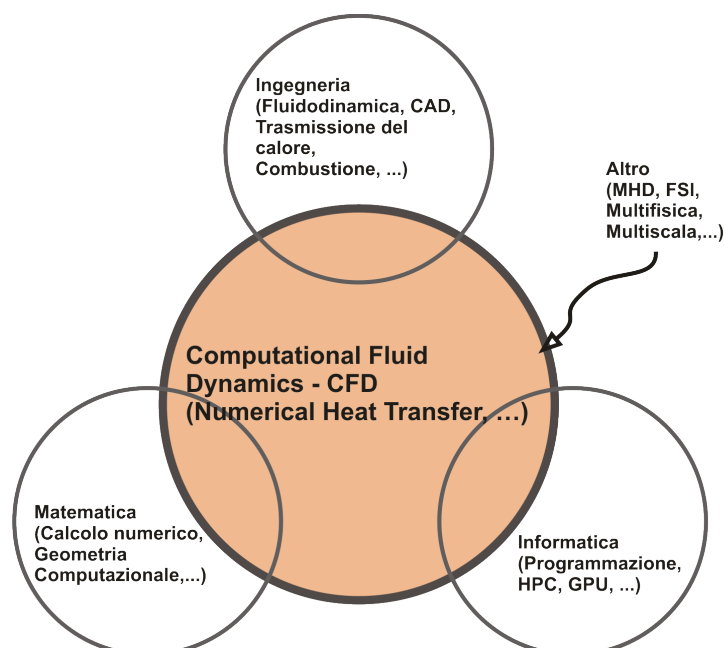 Ingegneria
(Fluidodinamica, CAD,
Trasmissione del
calore,
Combustione, ...)
Altro
(MHD, FSI,
Multifisica,
Multiscala,...)
Computational Fluid
Dynamics - CFD
(Numerical Heat Transfer, ...)
Matematica
(Calcolo numerico,
Geometria
Computazionale,...)
Informatica
(Programmazione,
HPC, GPU, ...)